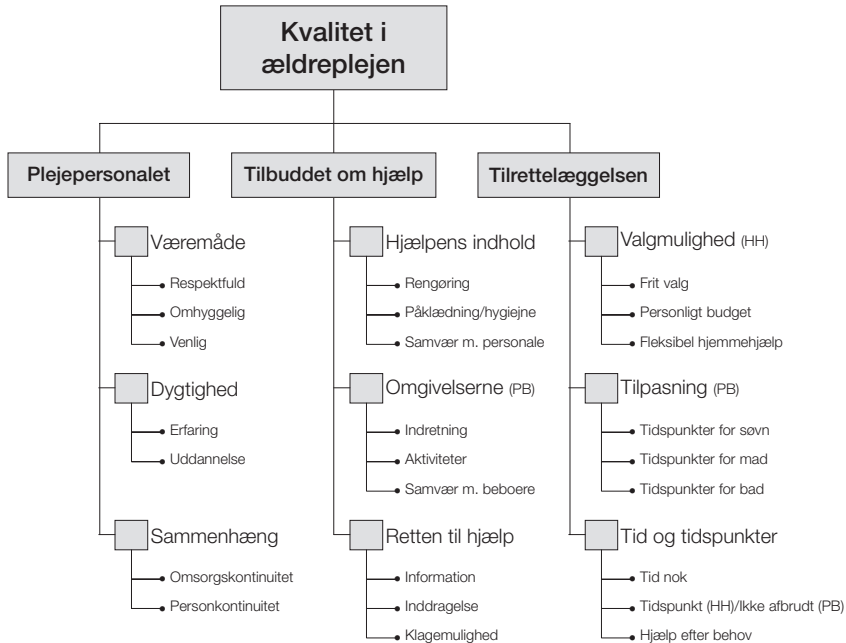 Kvalitet i
ældreplejen
Plejepersonalet
Tilbuddet om hjælp
Tilrettelæggelsen
Væremåde
Respektfuld
Omhyggelig
Venlig
Dygtighed
Erfaring
Uddannelse
Sammenhæng
Omsorgskontinuitet
Personkontinuitet
Hjælpens indhold
Rengøring
Påklædning/hygiejne
Samvær m. personale
Omgivelserne (PB)
Indretning
Aktiviteter
Samvær m. beboere
Retten til hjælp
Information
Inddragelse
Klagemulighed
Valgmulighed (HH)
Frit valg
Personligt budget
Fleksibel hjemmehjælp
Tilpasning (PB)
Tidspunkter for søvn
Tidspunkter for mad
Tidspunkter for bad
Tid og tidspunkter
Tid nok
Tidspunkt (HH)/Ikke afbrudt (PB)
Hjælp efter behov